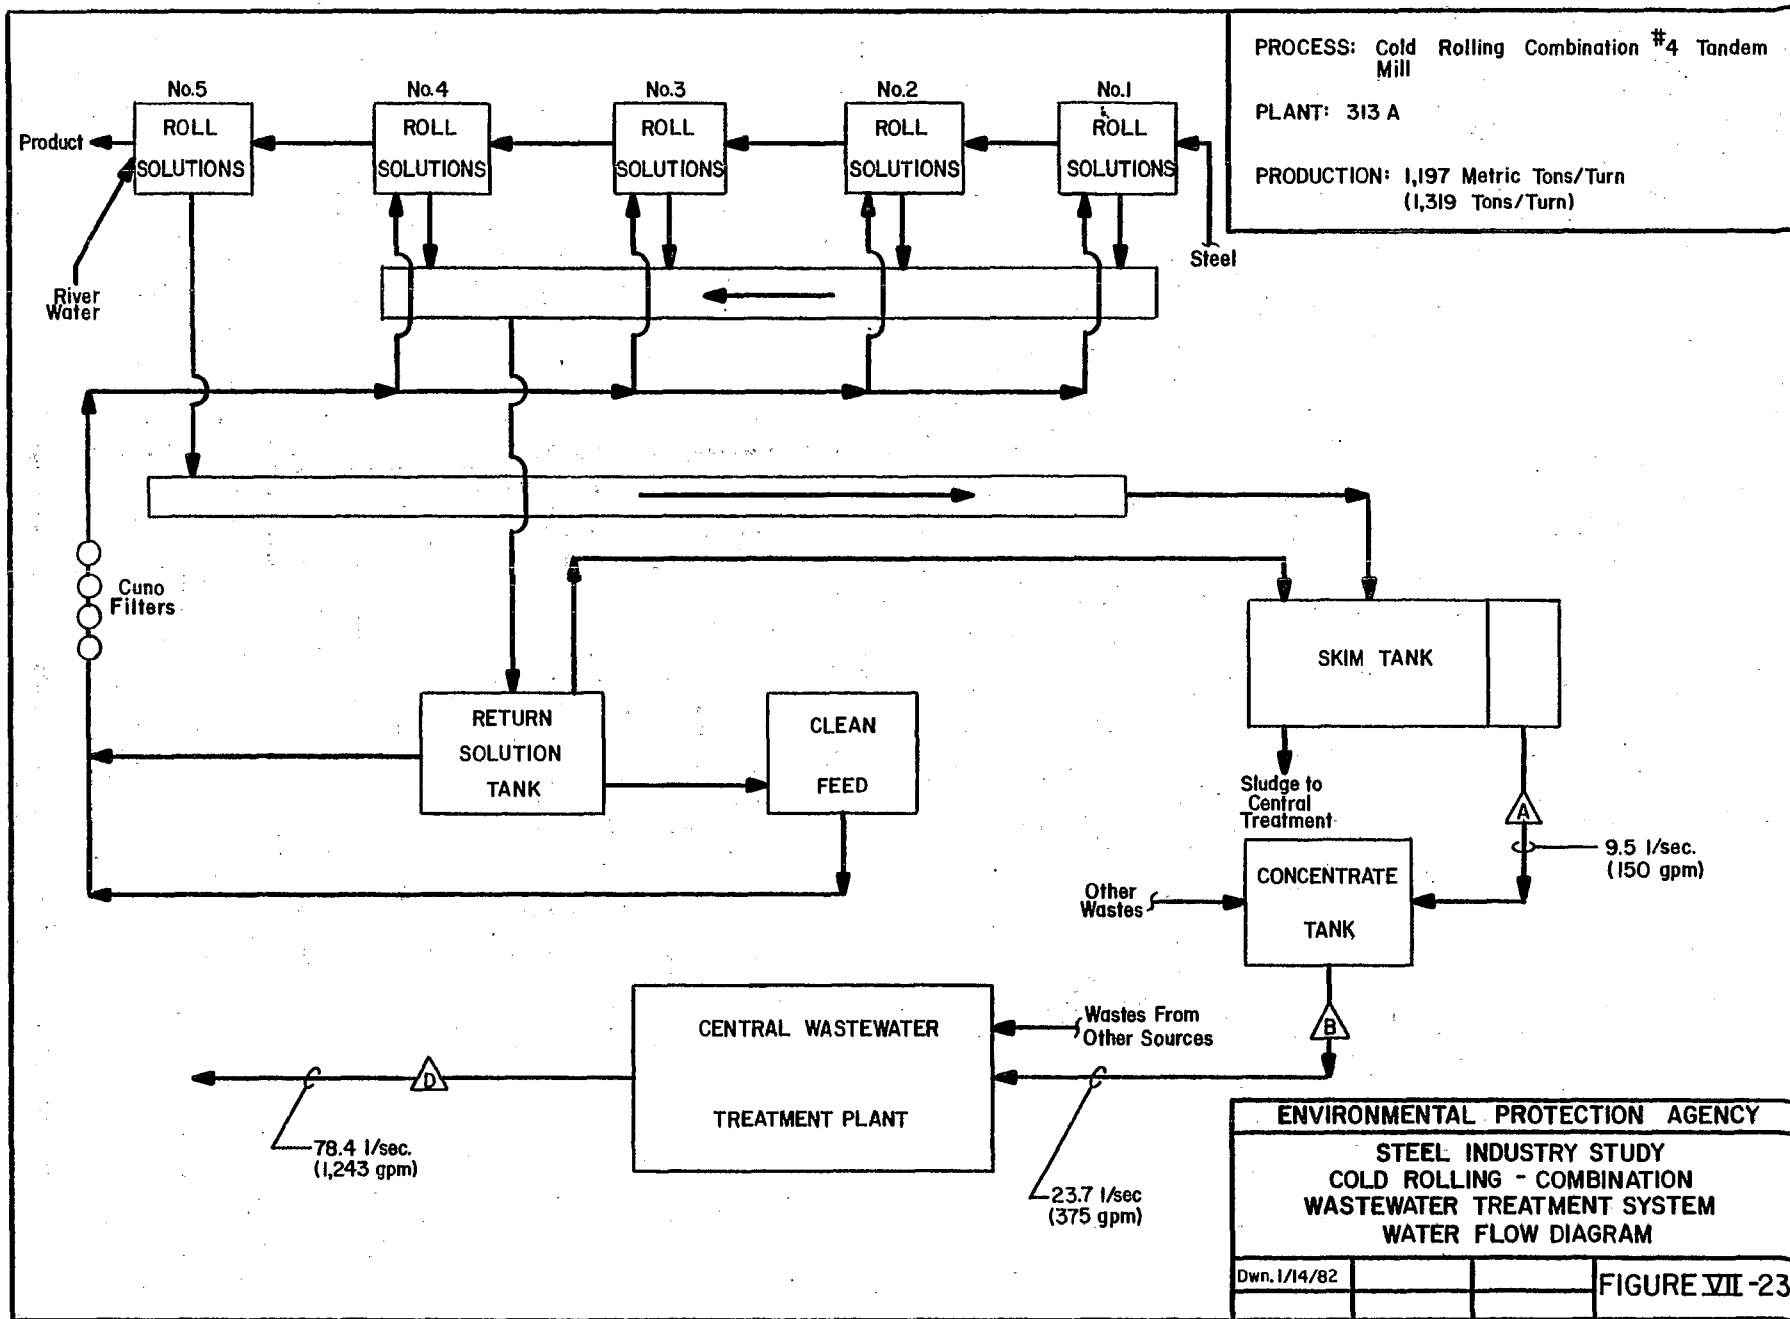 PROCESS: Cold Rolling Combination #4 Tandem
Mill
PLANT: 313 A
PRODUCTION: 1,197 Metric Tons/Turn
(1,319 Tons/Turn)
No.5
No.4
No.3
No.2
No.1
ROLL
SOLUTIONS
ROLL
SOLUTIONS
ROLL
SOLUTIONS
ROLL
SOLUTIONS
ROLL
SOLUTIONS
Product
River
Water
Steel
Cuno
Filters
SKIM TANK
RETURN
SOLUTION
TANK
CLEAN
FEED
Sludge to
Central
Treatment
A
9.5 l/sec.
(150 gpm)
Other
Wastes
CONCENTRATE
TANK
B
Wastes From
Other Sources
CENTRAL WASTEWATER
TREATMENT PLANT
D
78.4 l/sec.
(1,243 gpm)
23.7 l/sec
(375 gpm)
ENVIRONMENTAL PROTECTION AGENCY
STEEL INDUSTRY STUDY
COLD ROLLING - COMBINATION
WASTEWATER TREATMENT SYSTEM
WATER FLOW DIAGRAM
Dwn. 1/14/82
FIGURE VII-23